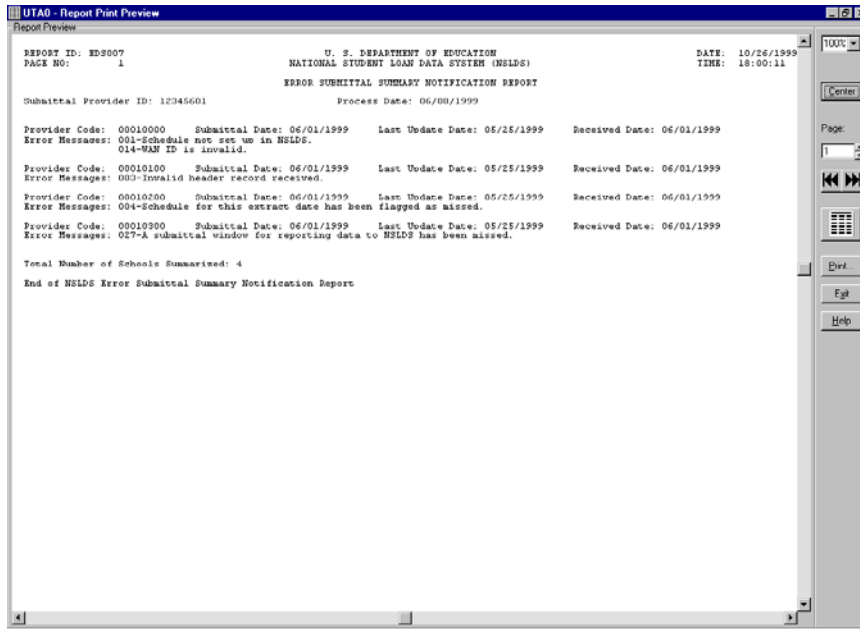 UTA0 - Report Print Preview
Report Preview
REPORT ID: EDS007 U. S. DEPARTMENT OF EDUCATION DATE: 10/26/1999
PAGE NO: 1 NATIONAL STUDENT LOAN DATA SYSTEM (NSLDS) TIME: 18:00:11
ERROR SUBMITTAL SUMMARY NOTIFICATION REPORT
Submittal Provider ID: 12345601 Process Date: 06/08/1999
Provider Code: 00010000 Submittal Date: 06/01/1999 Last Update Date: 05/25/1999 Received Date: 06/01/1999
Error Messages: 001-Schedule not set up in NSLDS.
014-WAN ID is invalid.
Provider Code: 00010100 Submittal Date: 06/01/1999 Last Update Date: 05/25/1999 Received Date: 06/01/1999
Error Messages: 003-Invalid header record received.
Provider Code: 00010200 Submittal Date: 06/01/1999 Last Update Date: 05/25/1999 Received Date: 06/01/1999
Error Messages: 004-Schedule for this extract date has been flagged as missed.
Provider Code: 00010300 Submittal Date: 06/01/1999 Last Update Date: 05/25/1999 Received Date: 06/01/1999
Error Messages: 027-A submittal window for reporting data to NSLDS has been missed.
Total Number of Schools Summarized: 4
End of NSLDS Error Submittal Summary Notification Report
100%
Center
Page:
1
Print...
Exit
Help